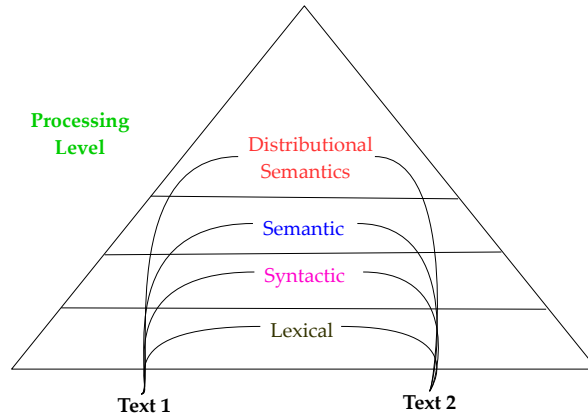 Processing
Level
Distributional
Semantics
Semantic
Syntactic
Lexical
Text 1
Text 2